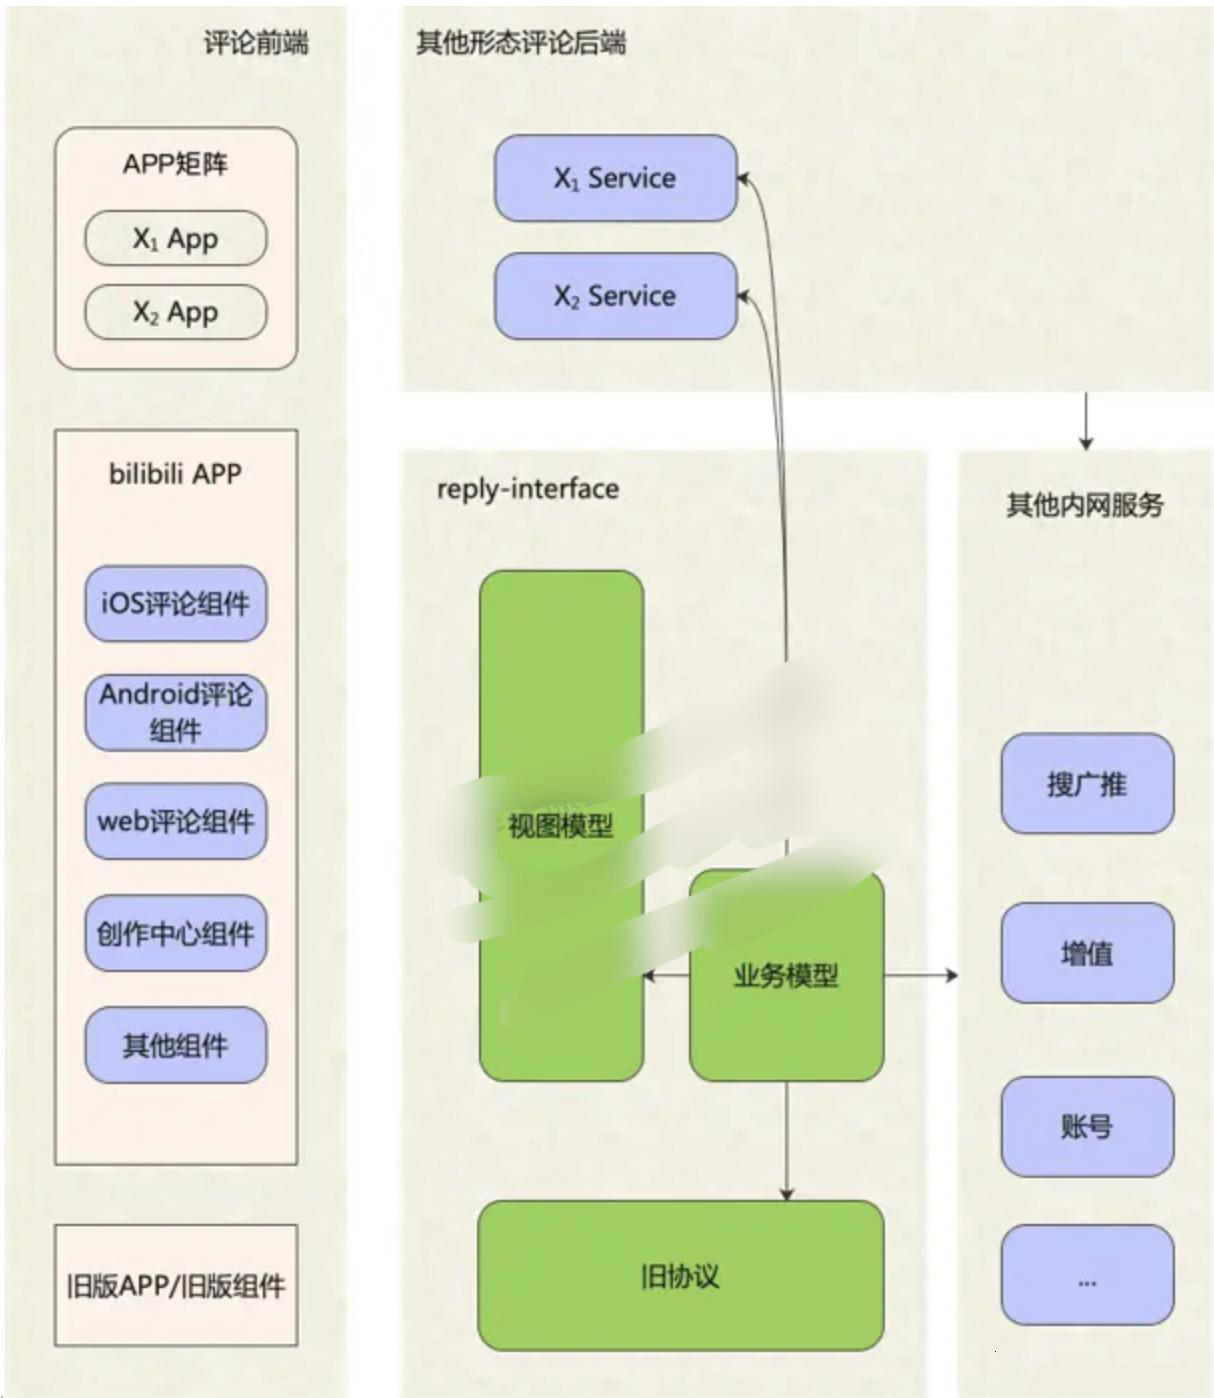 评论前端
APP矩阵
X₁ App
X₂ App
bilibili APP
iOS评论组件
Android评论
组件
web评论组件
创作中心组件
其他组件
旧版APP/旧版组件
其他形态评论后端
X₁ Service
X₂ Service
reply-interface
视图模型
业务模型
旧协议
其他内网服务
搜广推
增值
账号
...